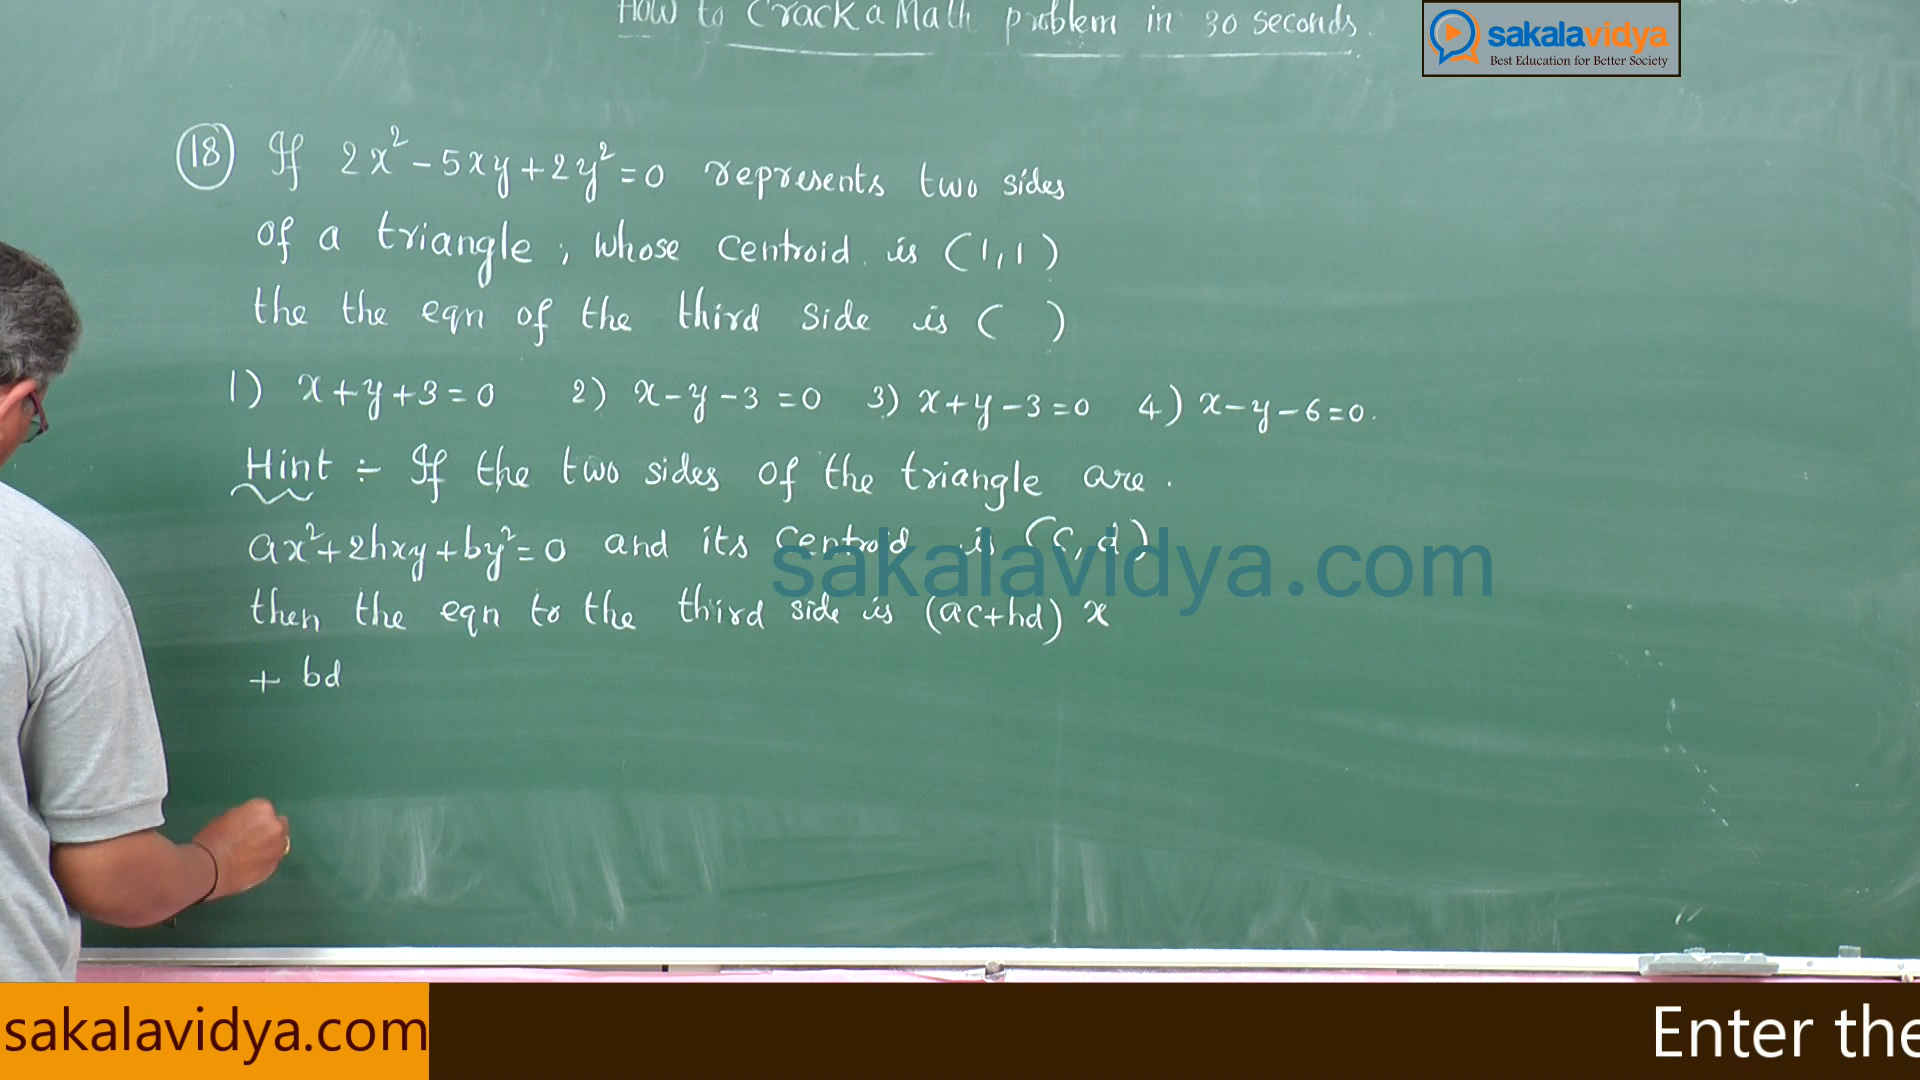 How to Crack a Math problem in 30 seconds.
sakalavidya
Best Education for Better Society
18 If 2x²-5xy+2y²=0 represents two sides
of a triangle, whose centroid is (1,1)
the the eqn of the third side is ( )
1) x+y+3=0 2) x-y-3=0 3) x+y-3=0 4) x-y-6=0.
Hint ÷ If the two sides of the triangle are.
ax²+2hxy+by²=0 and its centroid is (c,d)
sakalavidya.com
then the eqn to the third side is (ac+hd) x
+ bd
sakalavidya.com
Enter the